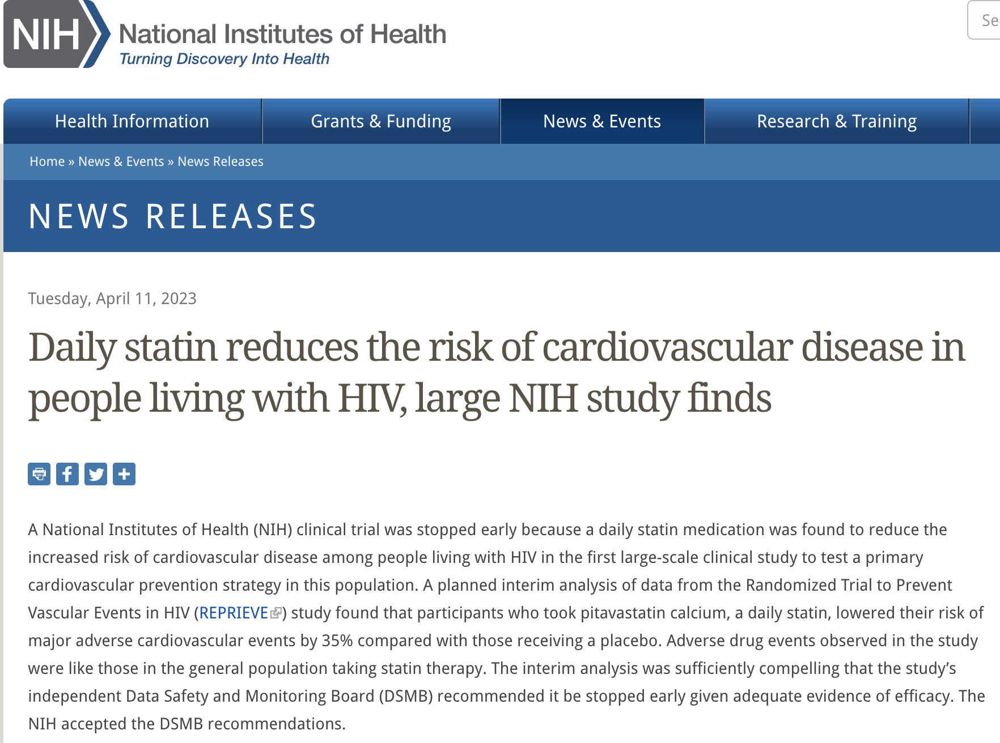 NIH
National Institutes of Health
Turning Discovery Into Health
Health Information
Grants & Funding
News & Events
Research & Training
Home » News & Events » News Releases
NEWS RELEASES
Tuesday, April 11, 2023
Daily statin reduces the risk of cardiovascular disease in
people living with HIV, large NIH study finds
A National Institutes of Health (NIH) clinical trial was stopped early because a daily statin medication was found to reduce the
increased risk of cardiovascular disease among people living with HIV in the first large-scale clinical study to test a primary
cardiovascular prevention strategy in this population. A planned interim analysis of data from the Randomized Trial to Prevent
Vascular Events in HIV (REPRIEVE) study found that participants who took pitavastatin calcium, a daily statin, lowered their risk of
major adverse cardiovascular events by 35% compared with those receiving a placebo. Adverse drug events observed in the study
were like those in the general population taking statin therapy. The interim analysis was sufficiently compelling that the study’s
independent Data Safety and Monitoring Board (DSMB) recommended it be stopped early given adequate evidence of efficacy. The
NIH accepted the DSMB recommendations.